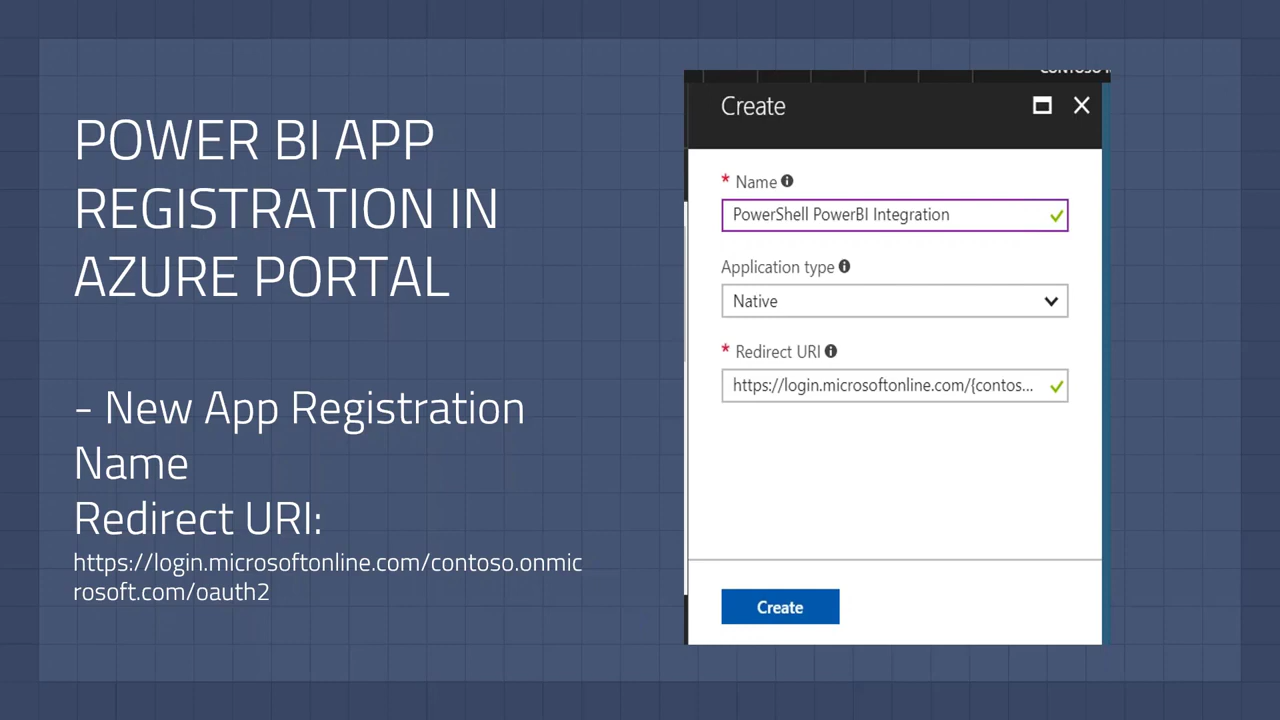 POWER BI APP
REGISTRATION IN
AZURE PORTAL
- New App Registration
Name
Redirect URI:
https://login.microsoftonline.com/contoso.onmic
rosoft.com/oauth2
Create
* Name
PowerShell PowerBI Integration
Application type
Native
* Redirect URI
https://login.microsoftonline.com/{contos...
Create